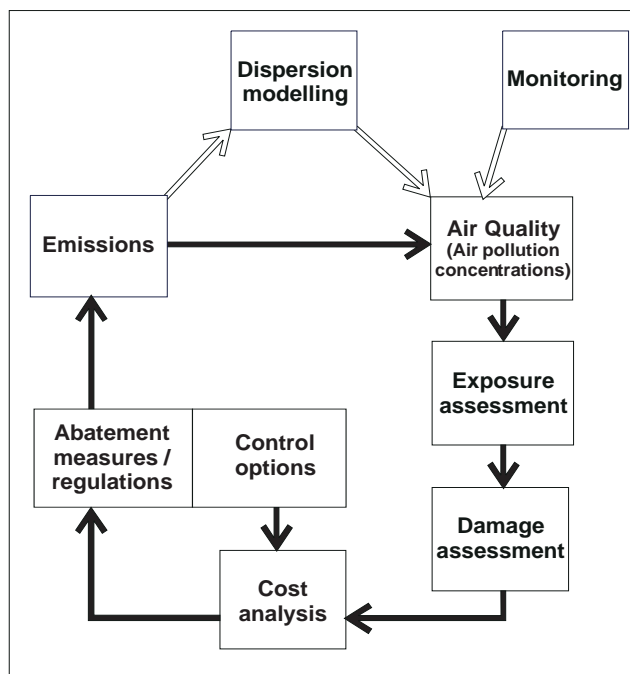 Dispersion
modelling
Monitoring
Emissions
Air Quality
(Air pollution
concentrations)
Exposure
assessment
Abatement
measures /
regulations
Control
options
Damage
assessment
Cost
analysis